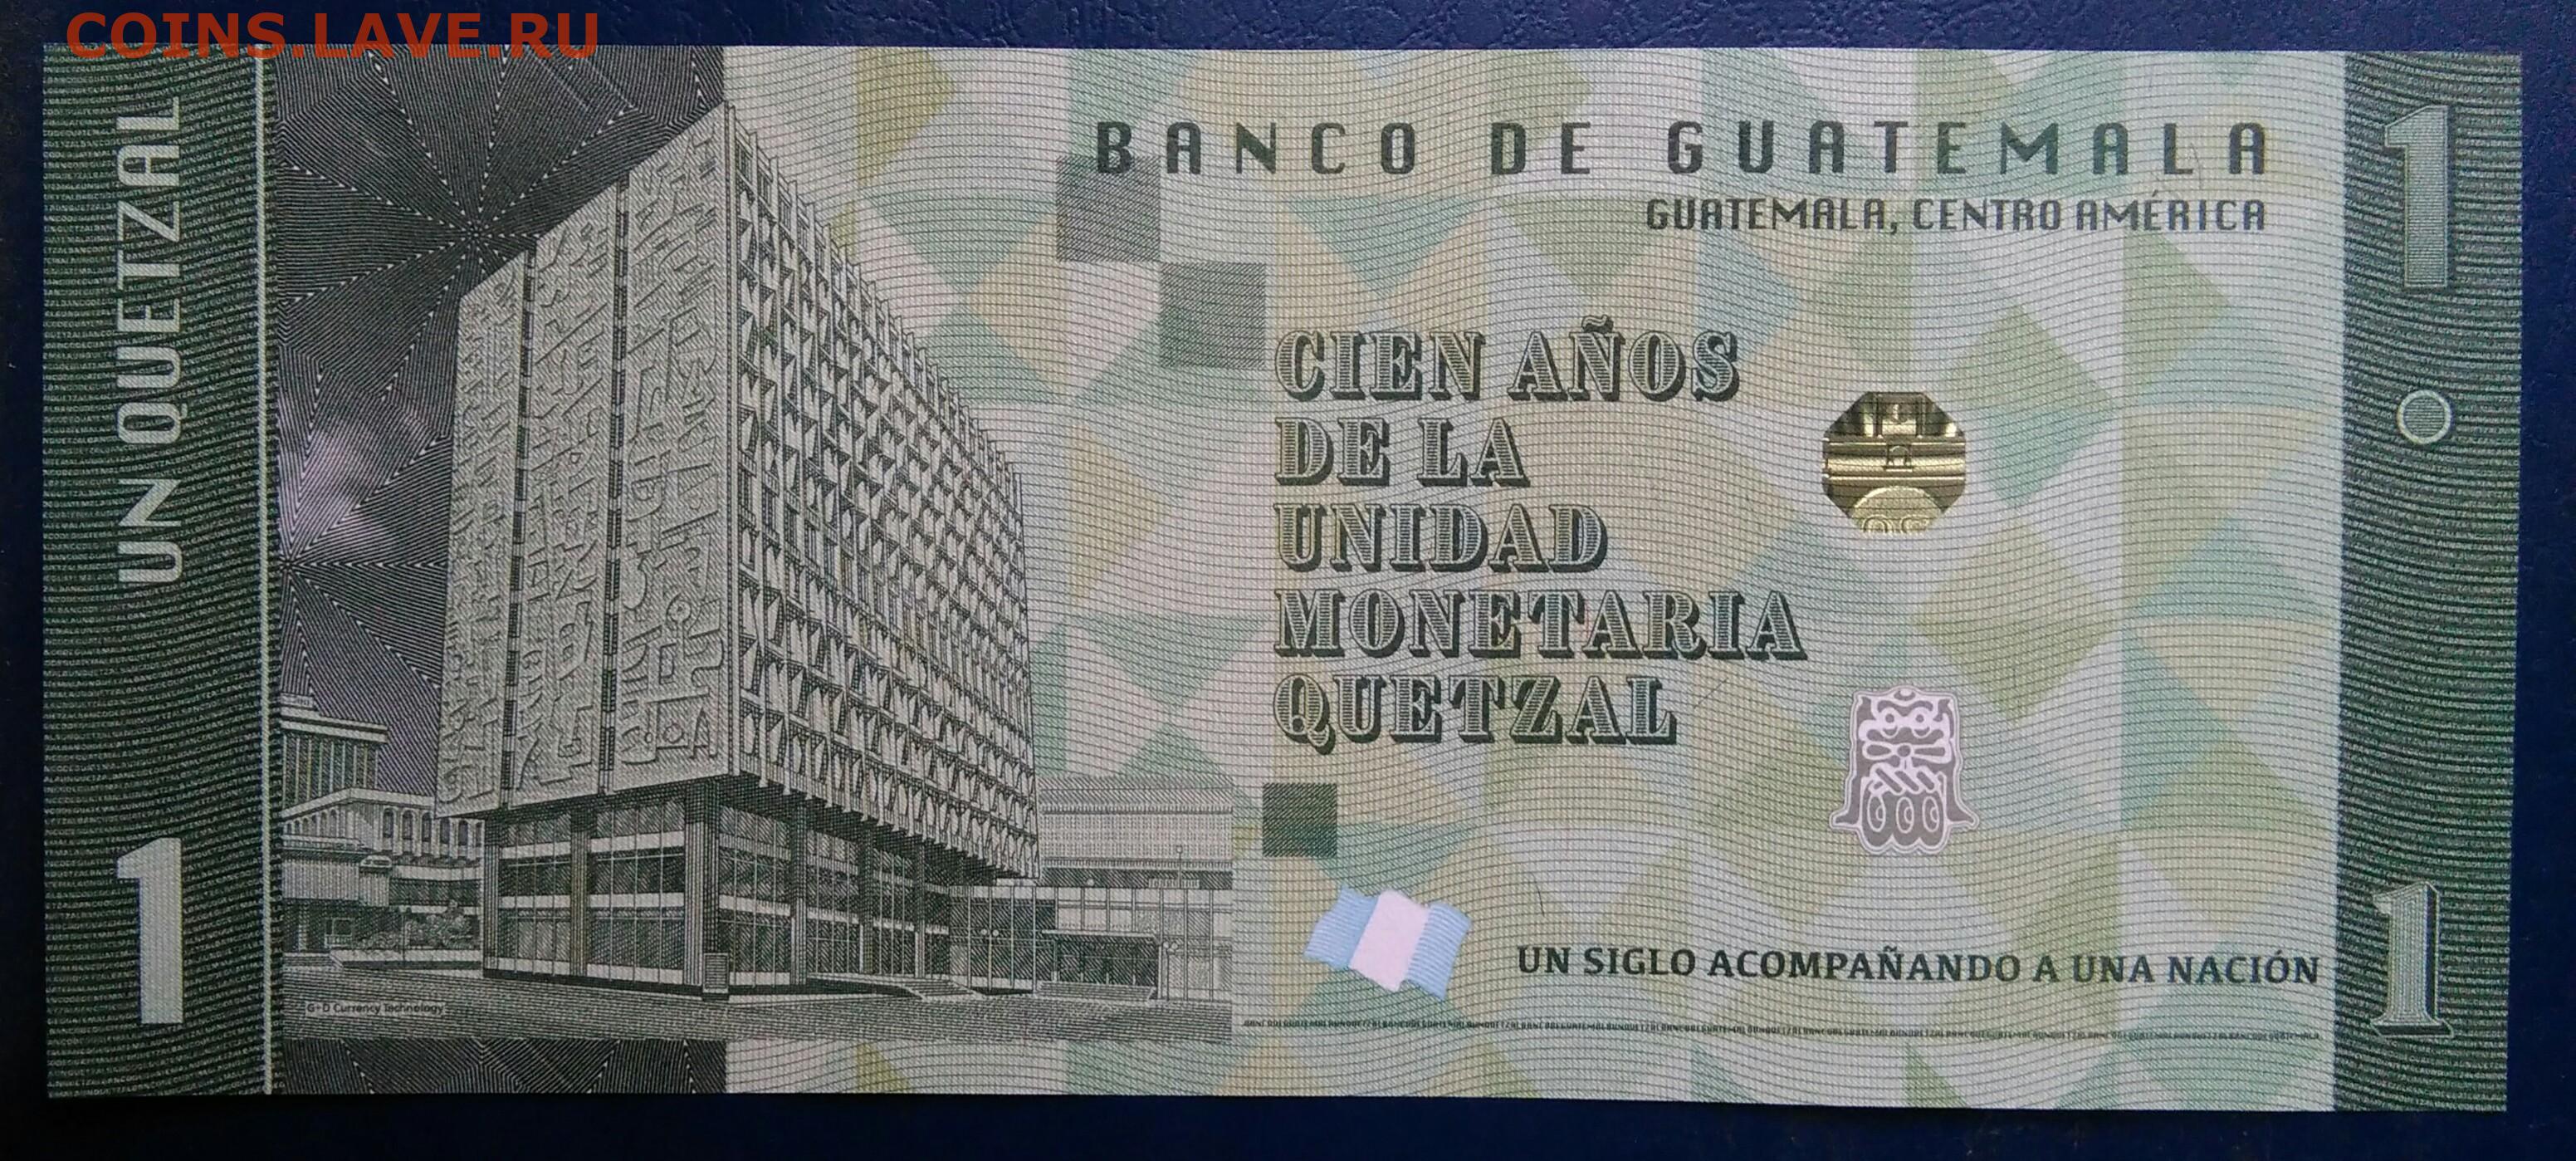 COINS.LAVE.RU
UN QUETZAL
1
BANCO DE GUATEMALA
GUATEMALA, CENTRO AMÉRICA
1
CIEN AÑOS
DE LA
UNIDAD
MONETARIA
QUETZAL
UN SIGLO ACOMPAÑANDO A UNA NACIÓN
1
G+D Currency Technology